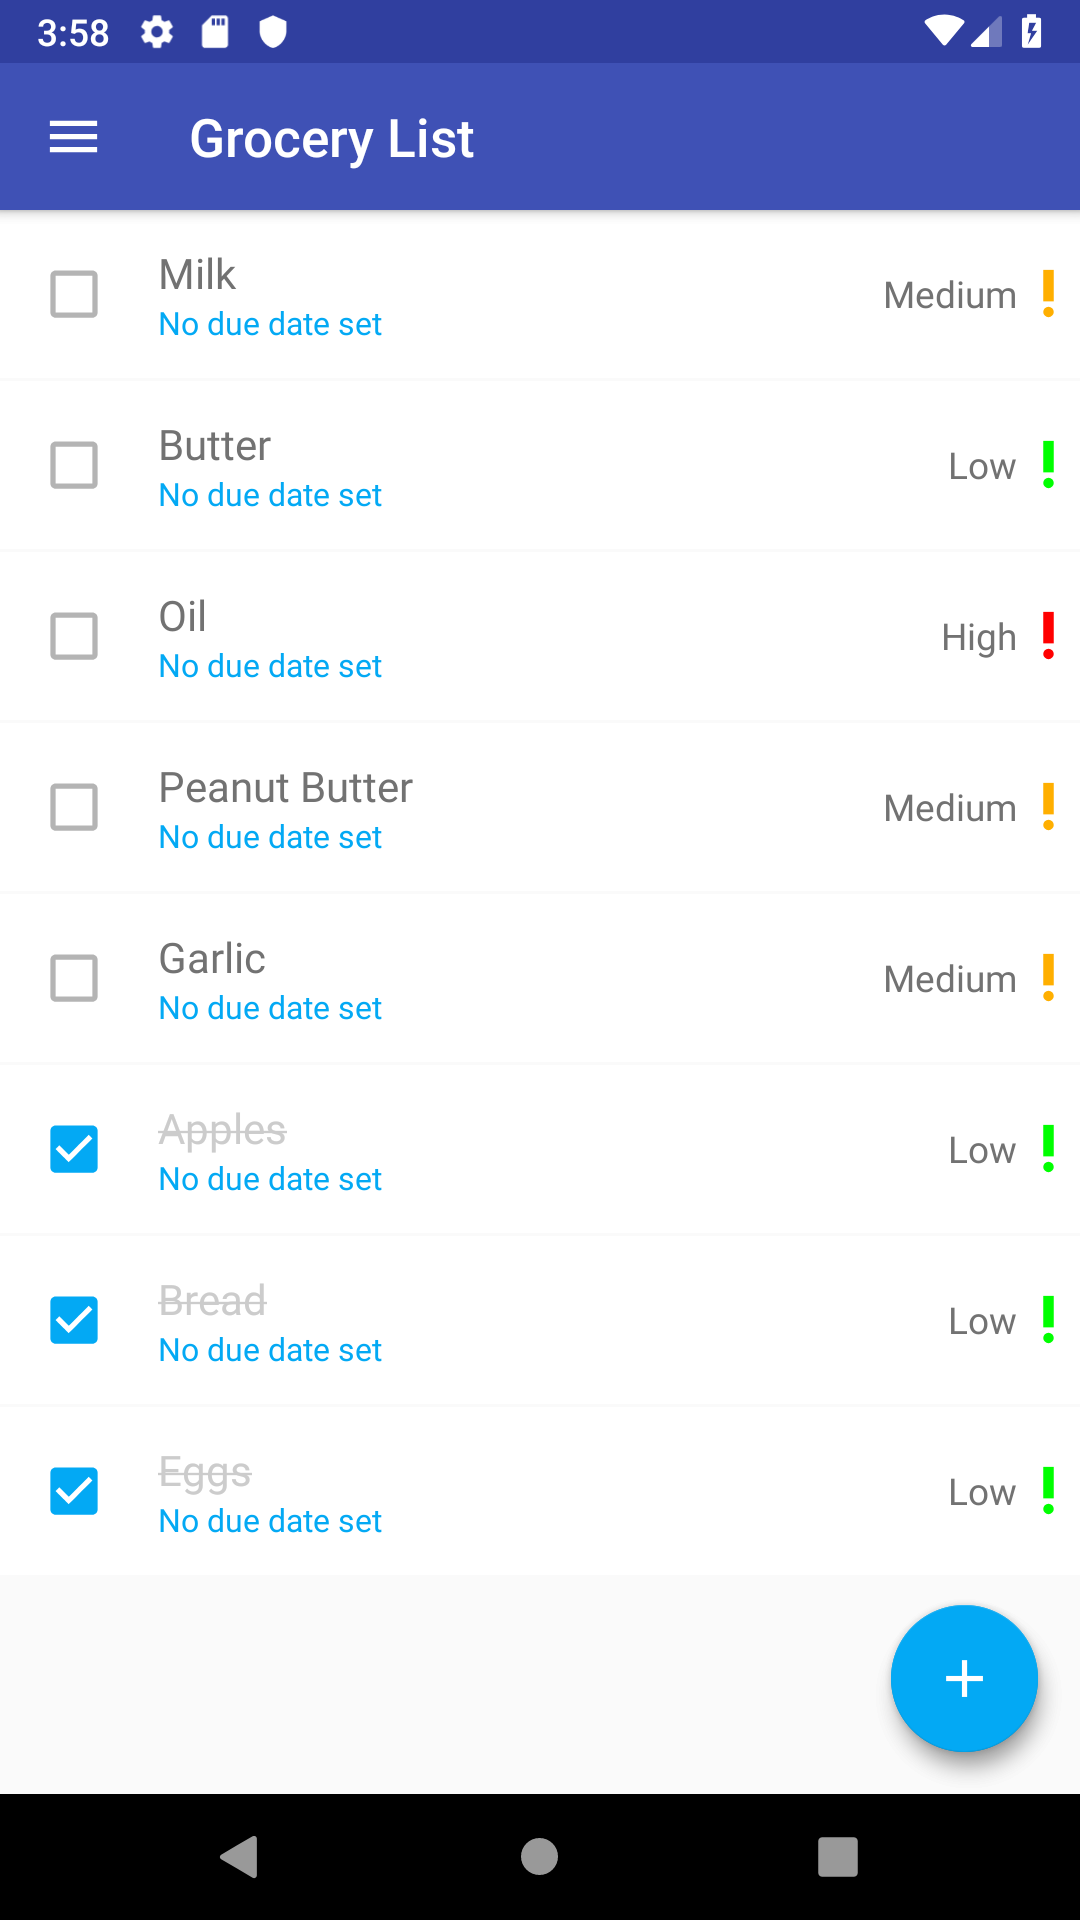 3:58
Grocery List
Milk
No due date set
Medium
Butter
No due date set
Low
Oil
No due date set
High
Peanut Butter
No due date set
Medium
Garlic
No due date set
Medium
Apples
No due date set
Low
Bread
No due date set
Low
Eggs
No due date set
Low